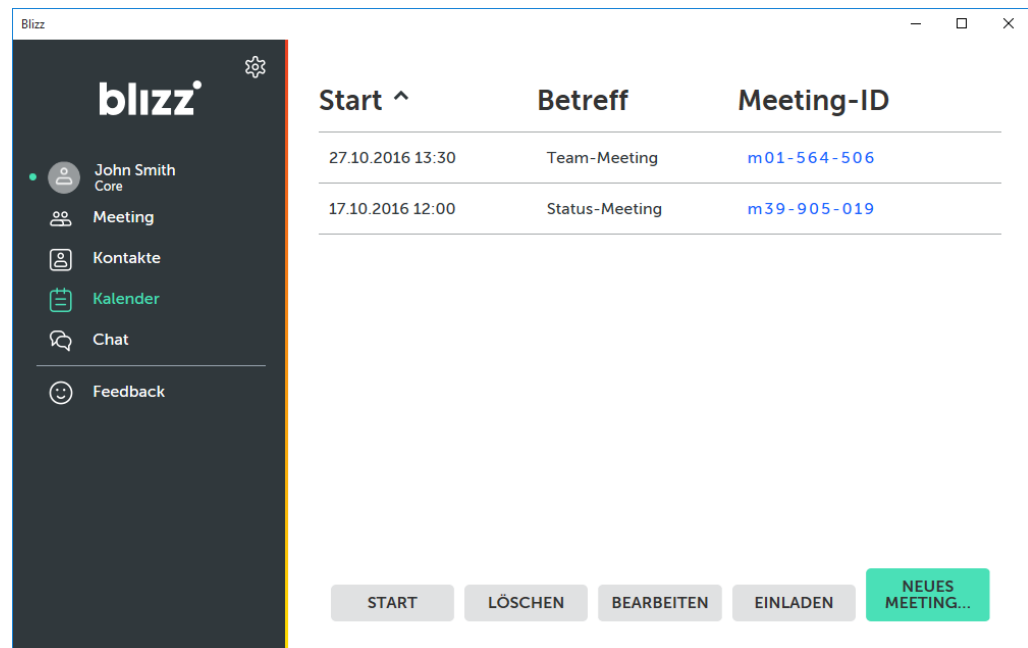 Blizz
blizz
John Smith
Core
Meeting
Kontakte
Kalender
Chat
Feedback
Start Betreff Meeting-ID
27.10.2016 13:30 Team-Meeting m01-564-506
17.10.2016 12:00 Status-Meeting m39-905-019
START LÖSCHEN BEARBEITEN EINLADEN NEUES
MEETING...